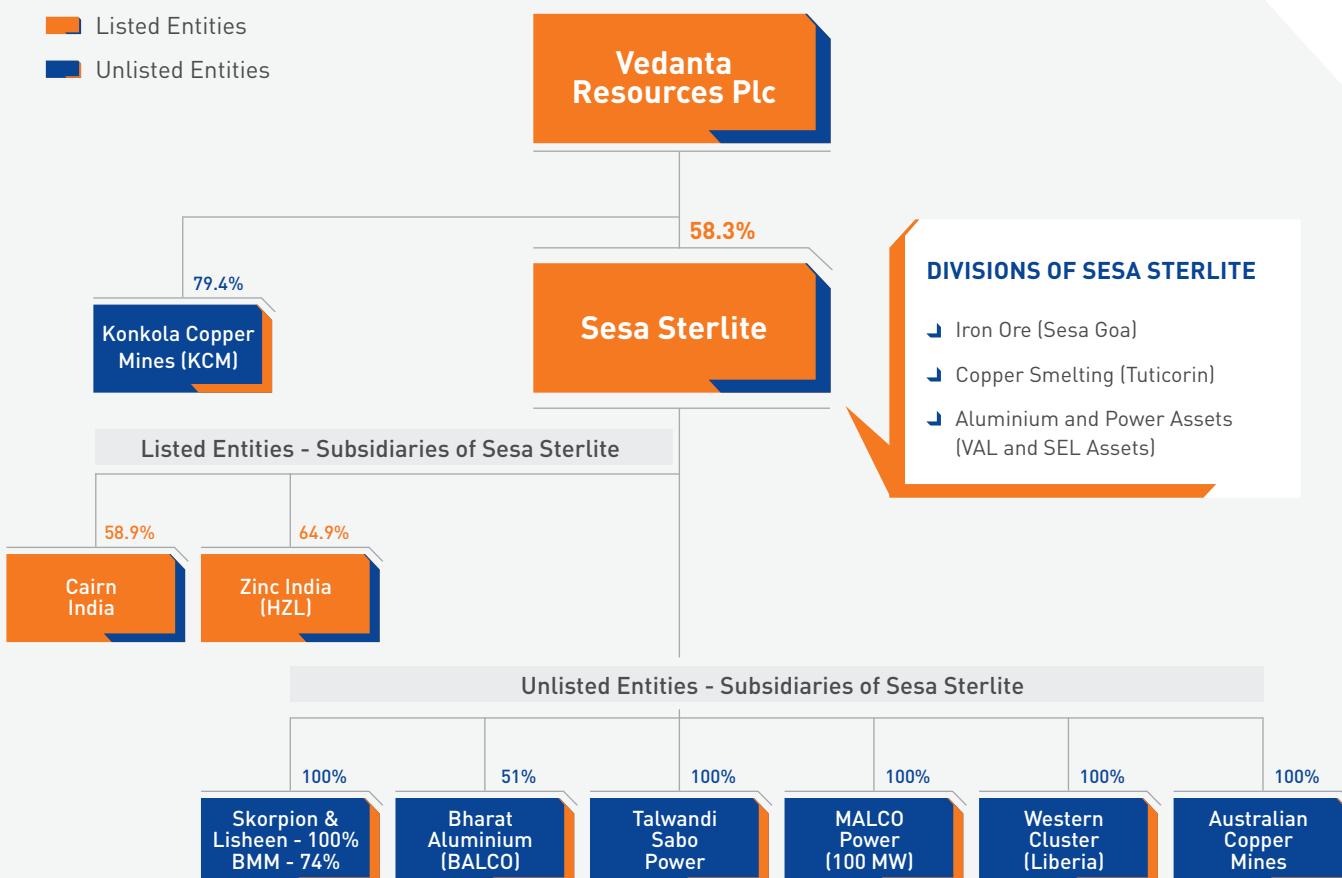 Listed Entities
Unlisted Entities
Vedanta
Resources Plc
58.3%
79.4%
Konkola Copper
Mines (KCM)
Sesa Sterlite
DIVISIONS OF SESA STERLITE
Iron Ore (Sesa Goa)
Copper Smelting (Tuticorin)
Aluminium and Power Assets
(VAL and SEL Assets)
Listed Entities - Subsidiaries of Sesa Sterlite
58.9%
Cairn
India
64.9%
Zinc India
(HZL)
Unlisted Entities - Subsidiaries of Sesa Sterlite
100%
Skorpion &
Lisheen - 100%
BMM - 74%
51%
Bharat
Aluminium
(BALCO)
100%
Talwandi
Sabo
Power
100%
MALCO
Power
(100 MW)
100%
Western
Cluster
(Liberia)
100%
Australian
Copper
Mines